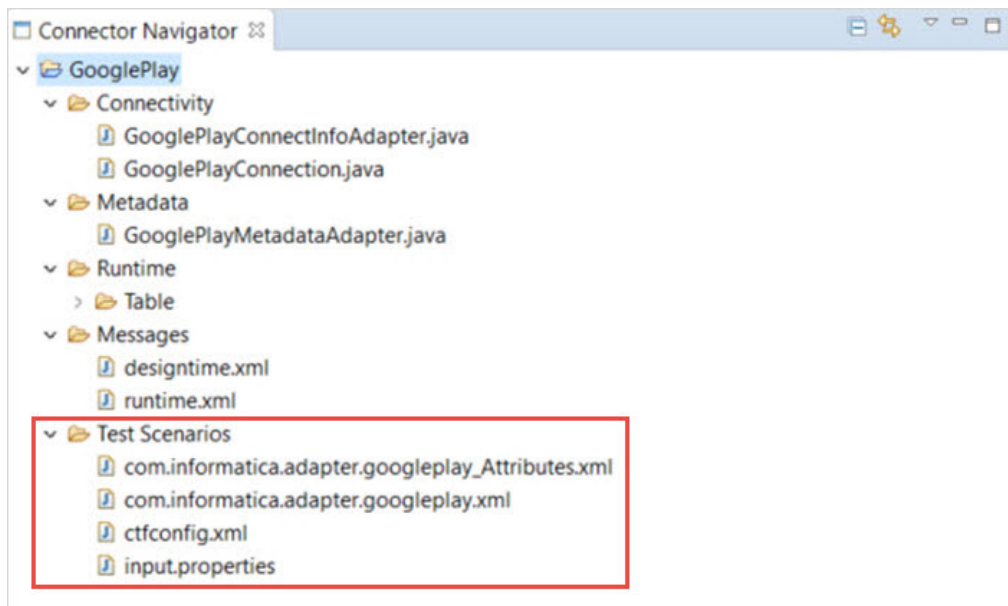 Connector Navigator
GooglePlay
Connectivity
GooglePlayConnectInfoAdapter.java
GooglePlayConnection.java
Metadata
GooglePlayMetadataAdapter.java
Runtime
Table
Messages
designtime.xml
runtime.xml
Test Scenarios
com.informatica.adapter.googleplay_Attributes.xml
com.informatica.adapter.googleplay.xml
ctfconfig.xml
input.properties